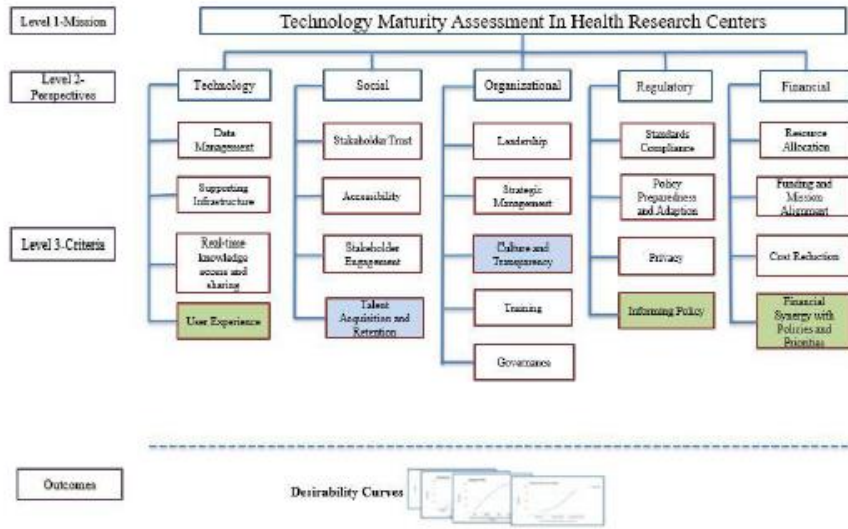 Level 1-Mission
Technology Maturity Assessment In Health Research Centers
Level 2-
Perspectives
Technology
Social
Organizational
Regulatory
Financial
Level 3-Criteria
Data
Management
Supporting
Infrastructure
Real-time
knowledge
access and
sharing
User Experience
Stakeholder Trust
Accessibility
Stakeholder
Engagement
Talent
Acquisition and
Retention
Leadership
Strategic
Management
Culture and
Transparency
Training
Governance
Standards
Compliance
Policy
Preparedness
and Adaption
Privacy
Informing Policy
Resource
Allocation
Funding and
Mission
Alignment
Cost Reduction
Financial
Synergy with
Policies and
Priorities
Outcomes
Desirability Curves